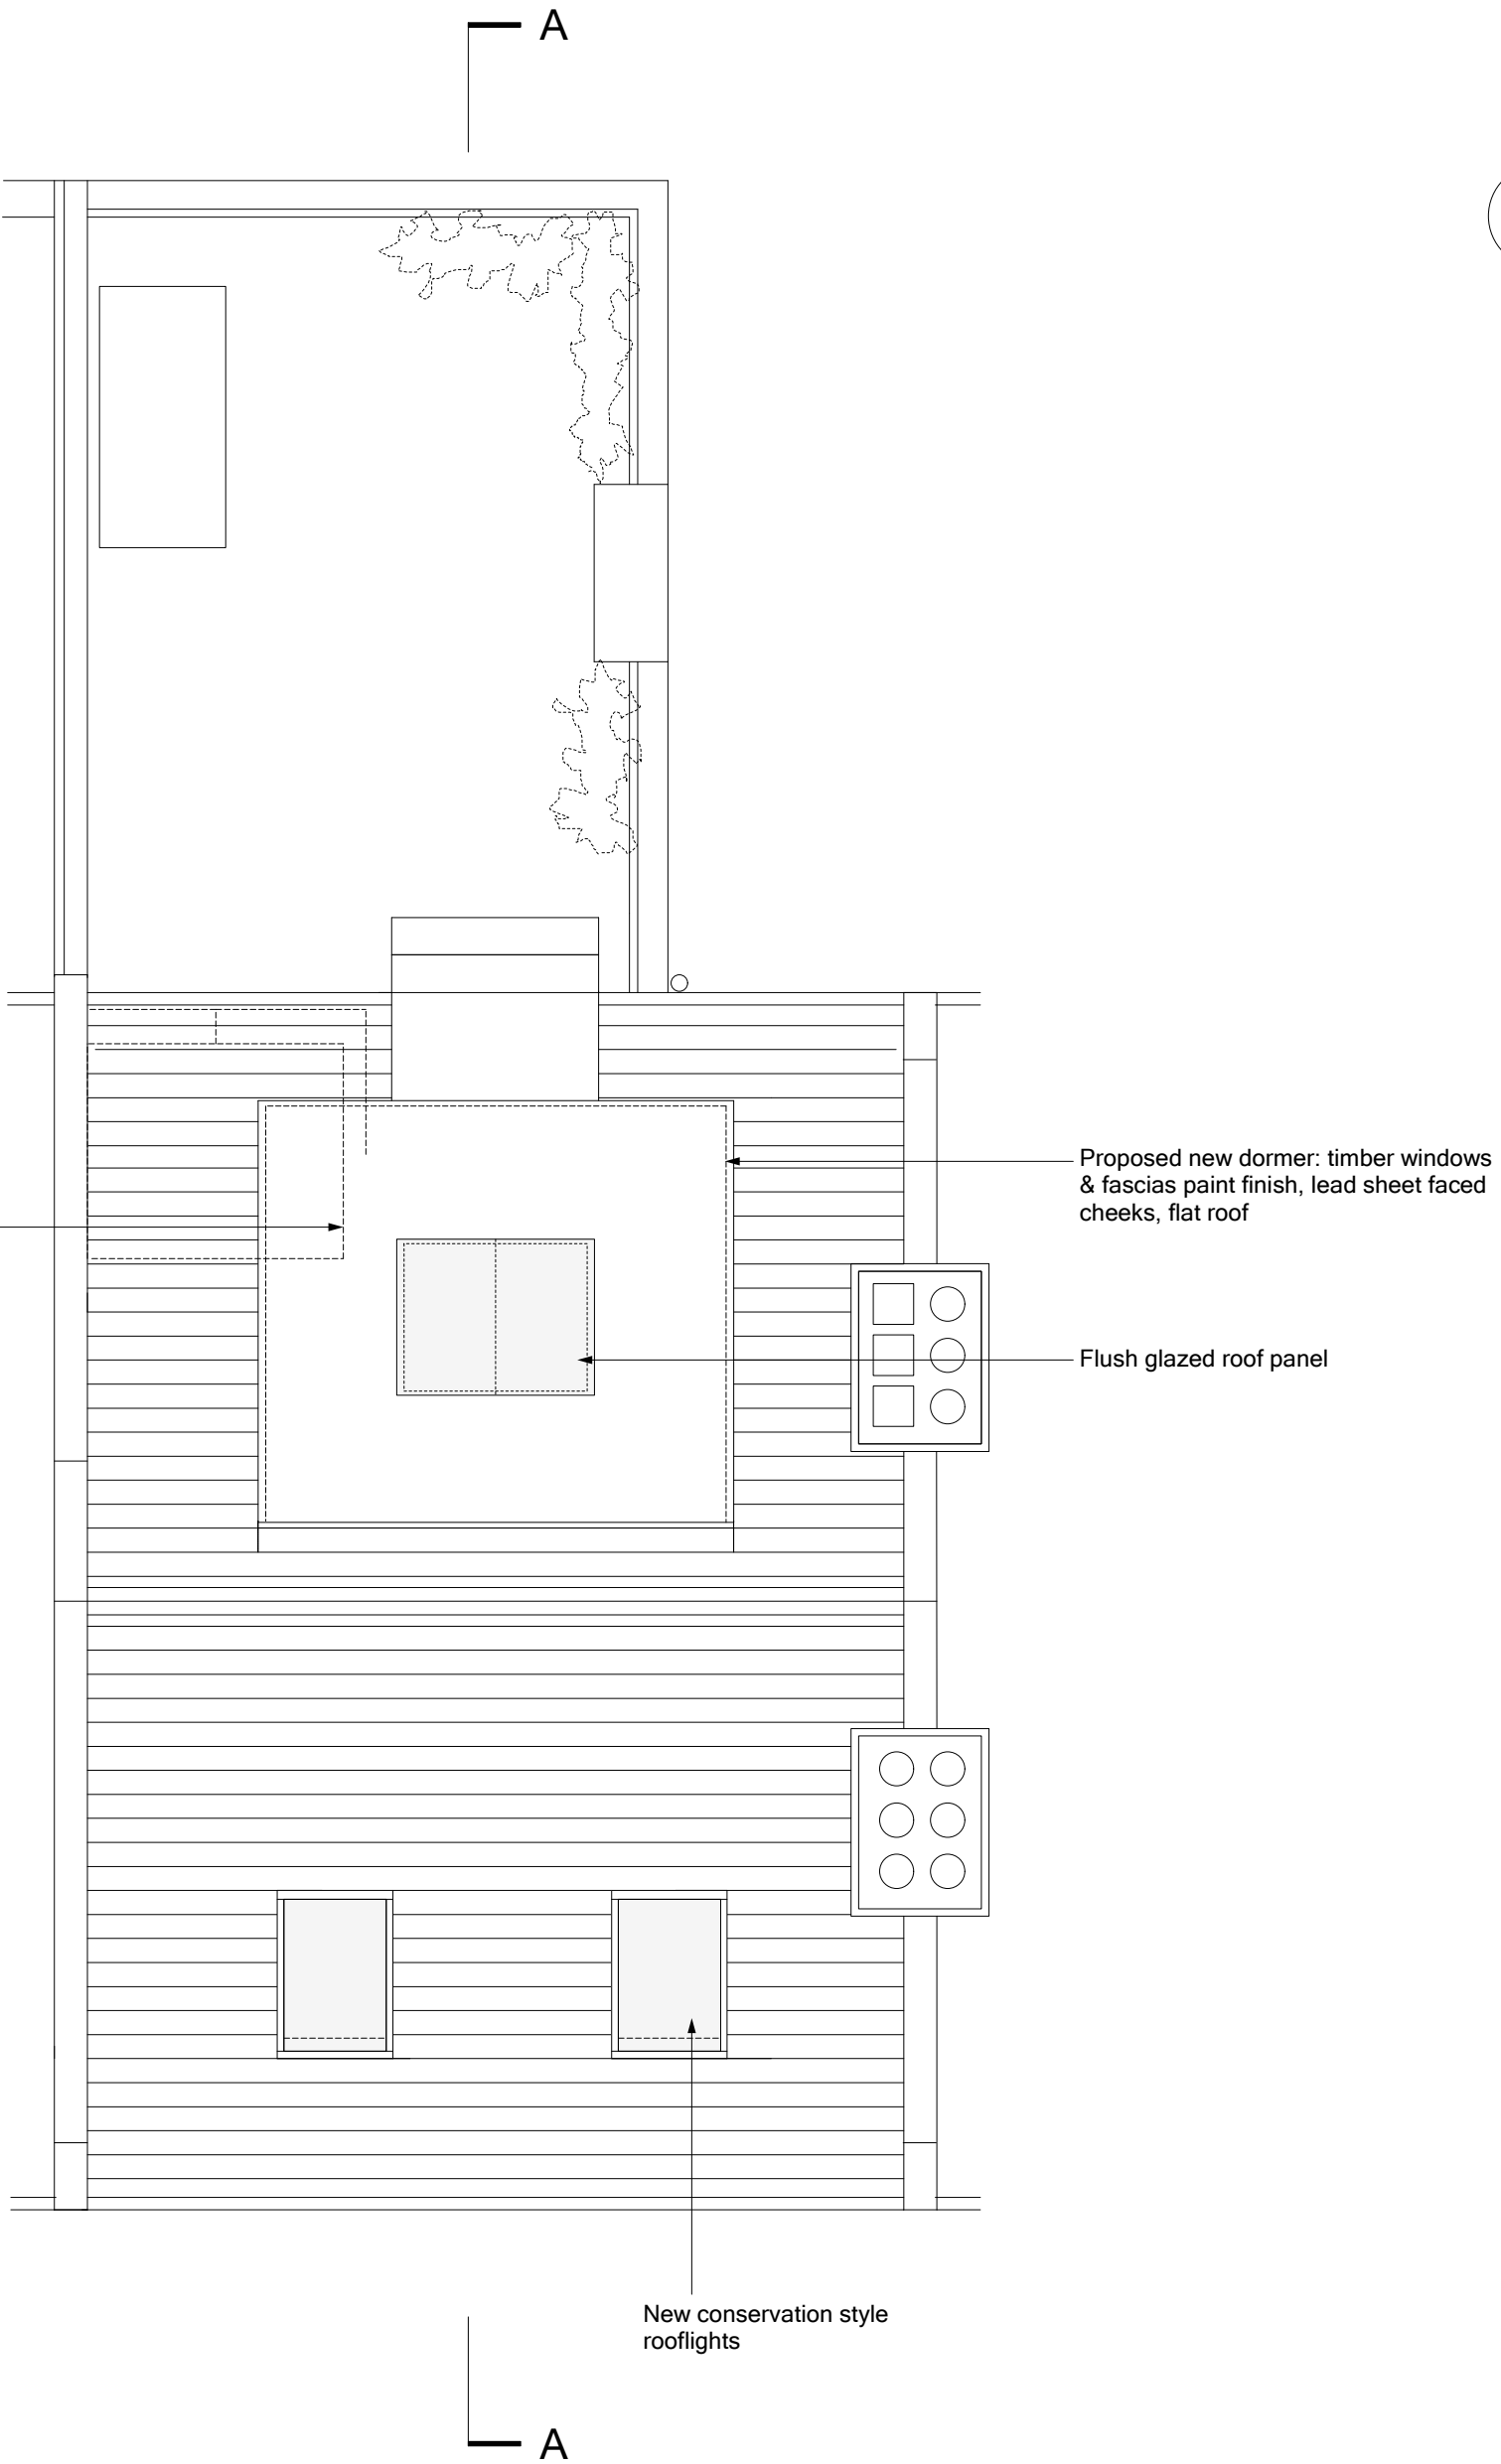 A
Proposed new dormer: timber windows
& fascias paint finish, lead sheet faced
cheeks, flat roof
Flush glazed roof panel
New conservation style
rooflights
A